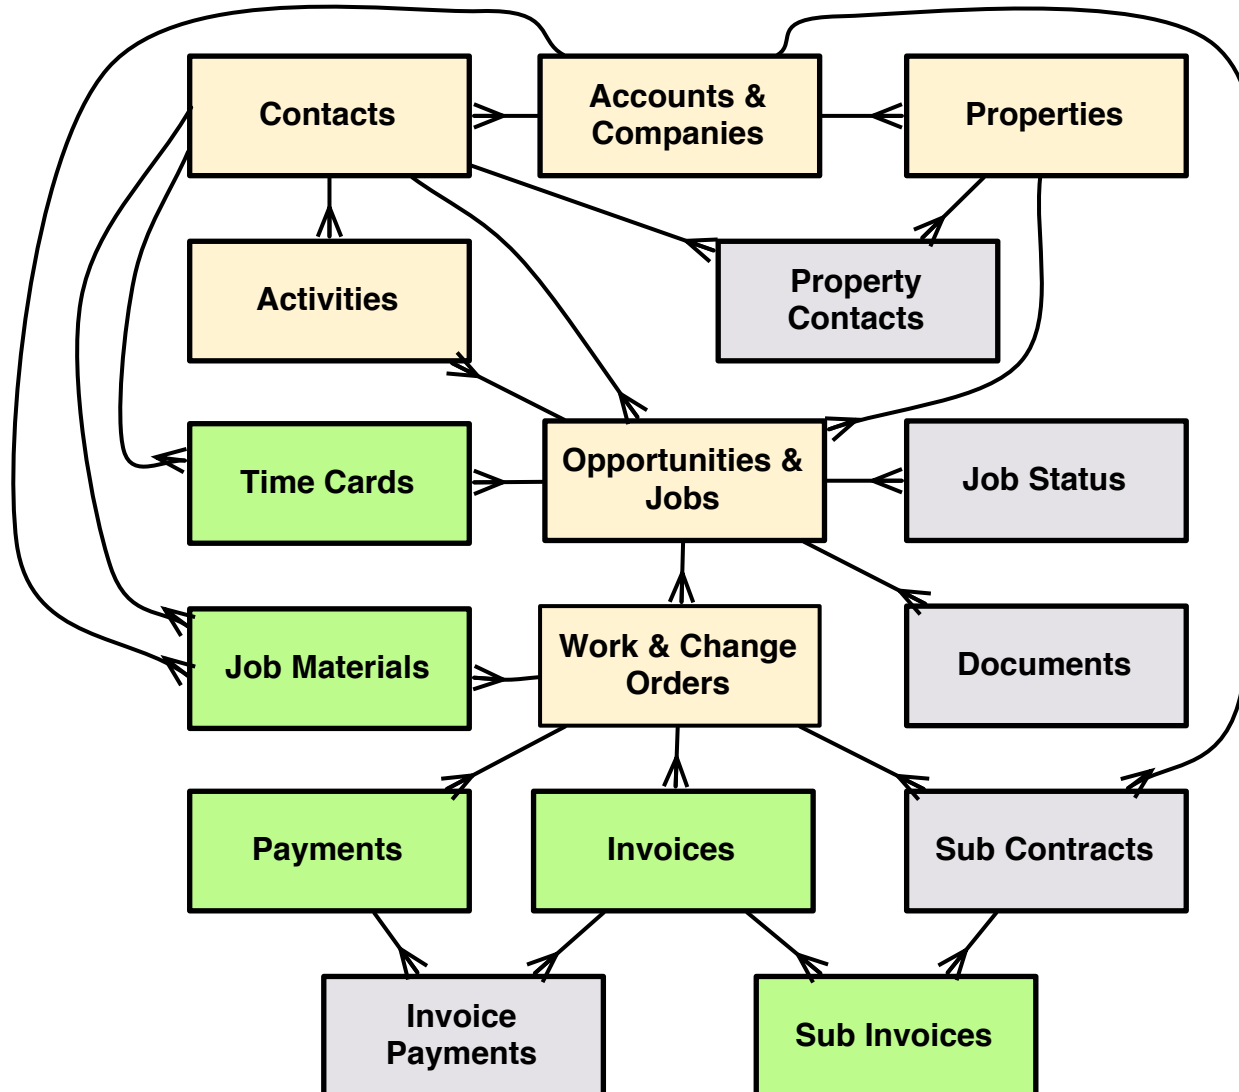 Contacts
Accounts &
Companies
Properties
Activities
Property
Contacts
Time Cards
Opportunities &
Jobs
Job Status
Job Materials
Work & Change
Orders
Documents
Payments
Invoices
Sub Contracts
Invoice
Payments
Sub Invoices